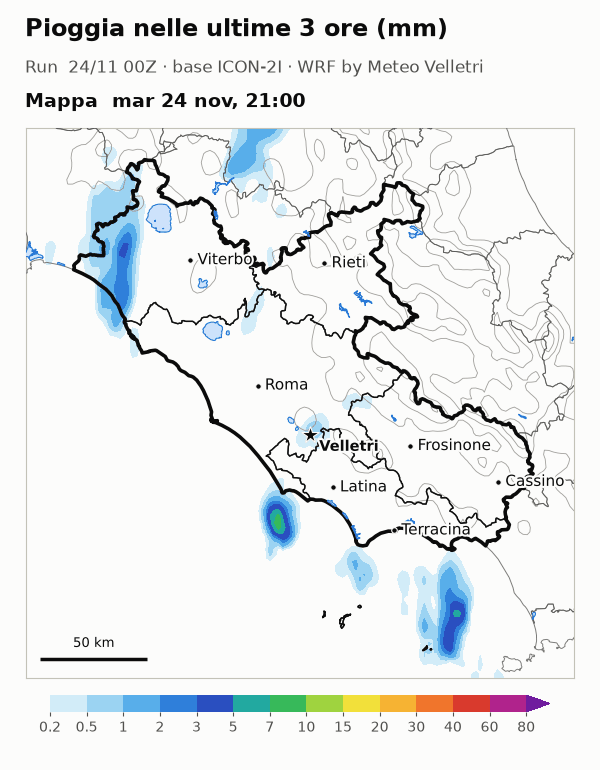 Pioggia nelle ultime 3 ore (mm)
Run 24/11 00Z · base ICON-2I · WRF by Meteo Velletri
Mappa mar 24 nov, 21:00
Viterbo
Rieti
Roma
Velletri
Frosinone
Cassino
Latina
Terracina
50 km
0.2 0.5 1 2 3 5 7 10 15 20 30 40 60 80